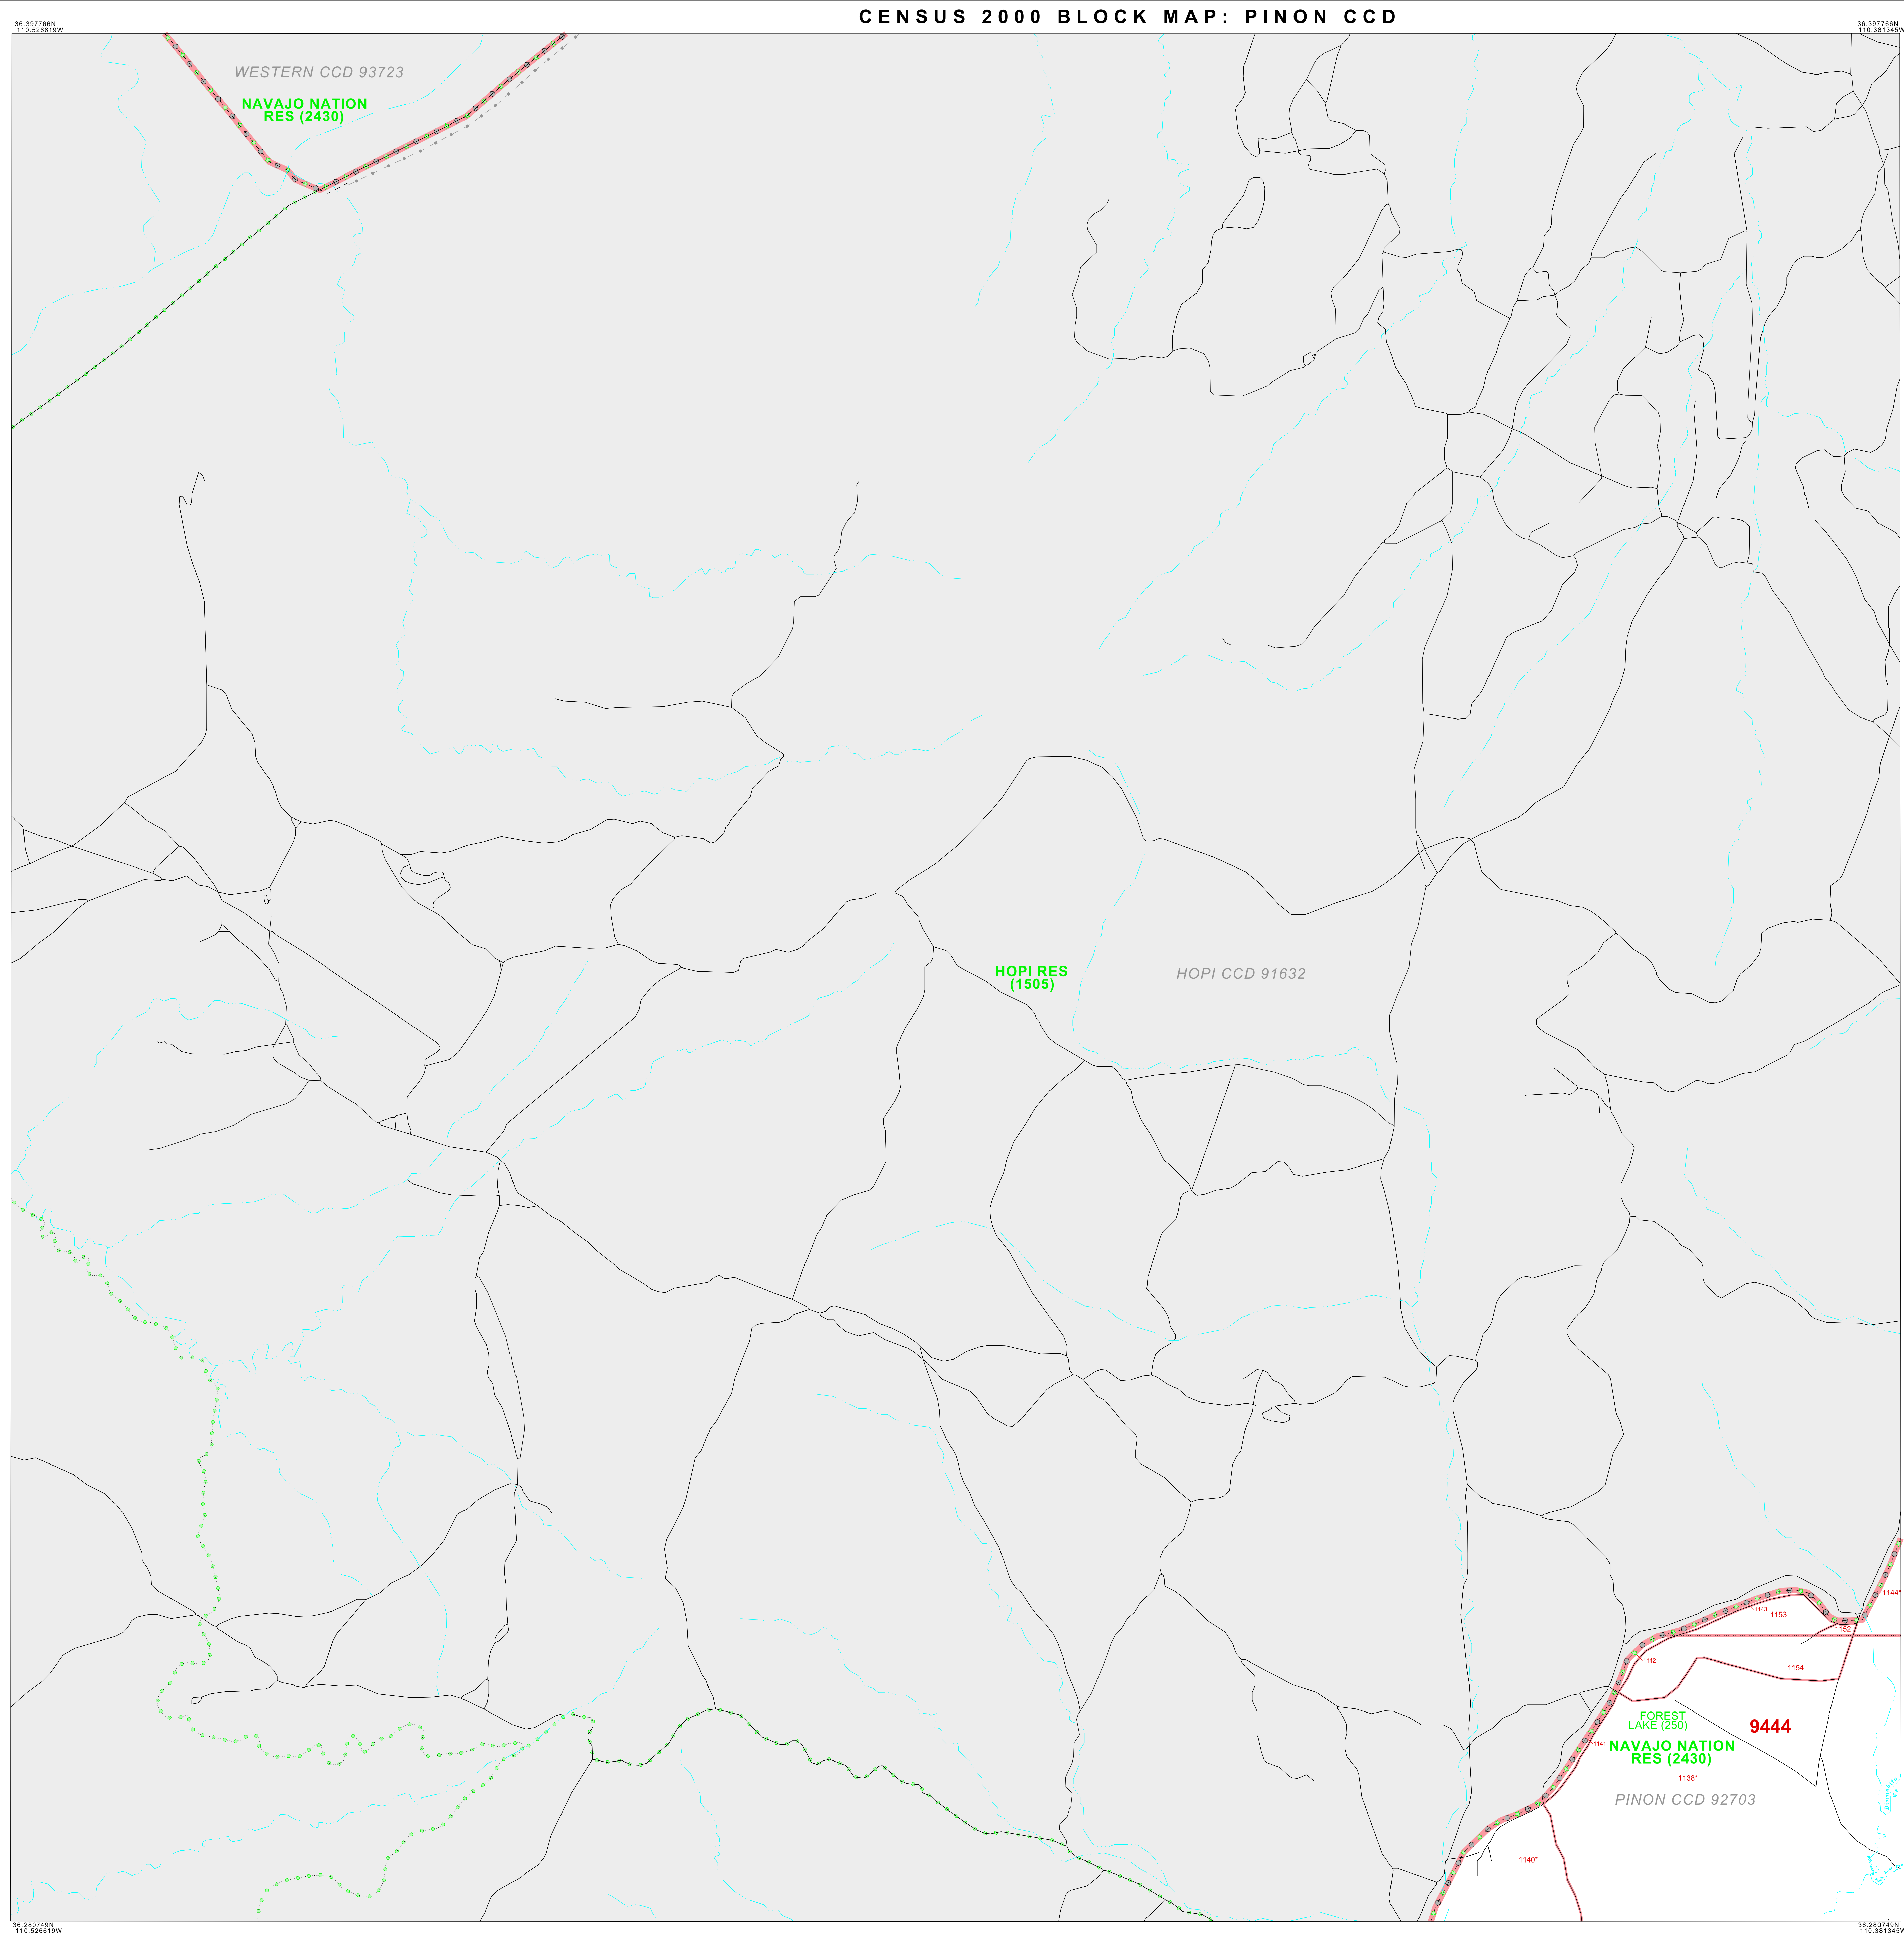 CENSUS 2000 BLOCK MAP: PINON CCD
36.397766N
110.526619W
36.397766N
110.381345W
WESTERN CCD 93723
NAVAJO NATION
RES (2430)
HOPI RES
(1505)
HOPI CCD 91632
1144*
1143
1153
1152
1142
1154
FOREST
LAKE (250)
9444
1141
NAVAJO NATION
RES (2430)
1138*
PINON CCD 92703
1140*
36.280749N
110.526619W
36.280749N
110.381345W